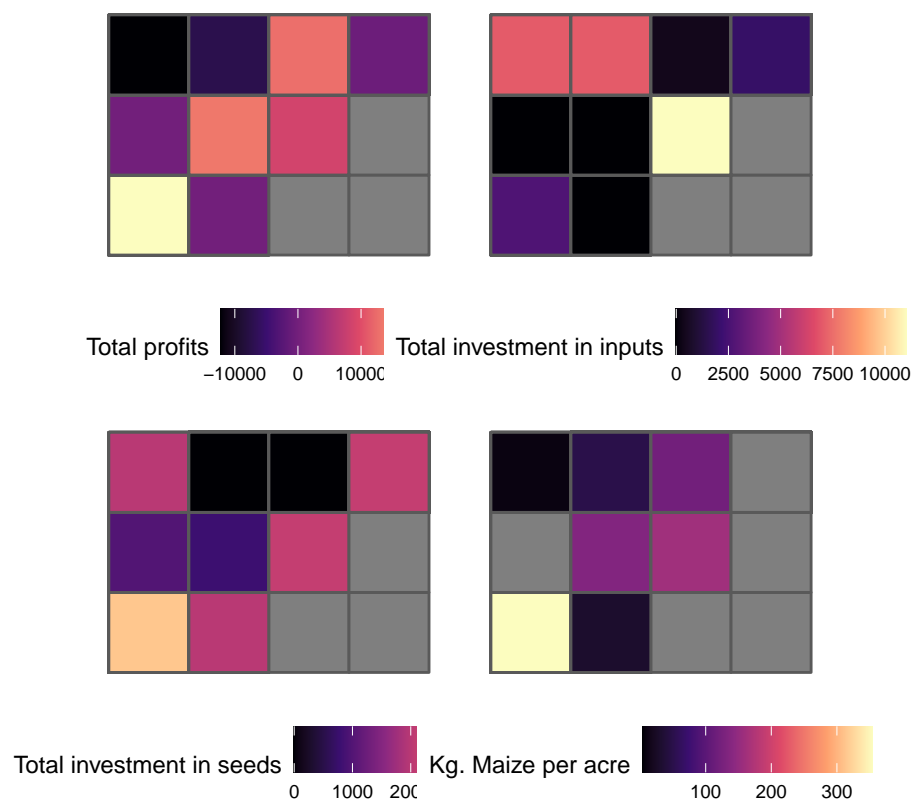 Total profits
−10000 0 10000
Total investment in inputs
0 2500 5000 7500 10000
Total investment in seeds
0 1000 200
Kg. Maize per acre
100 200 300